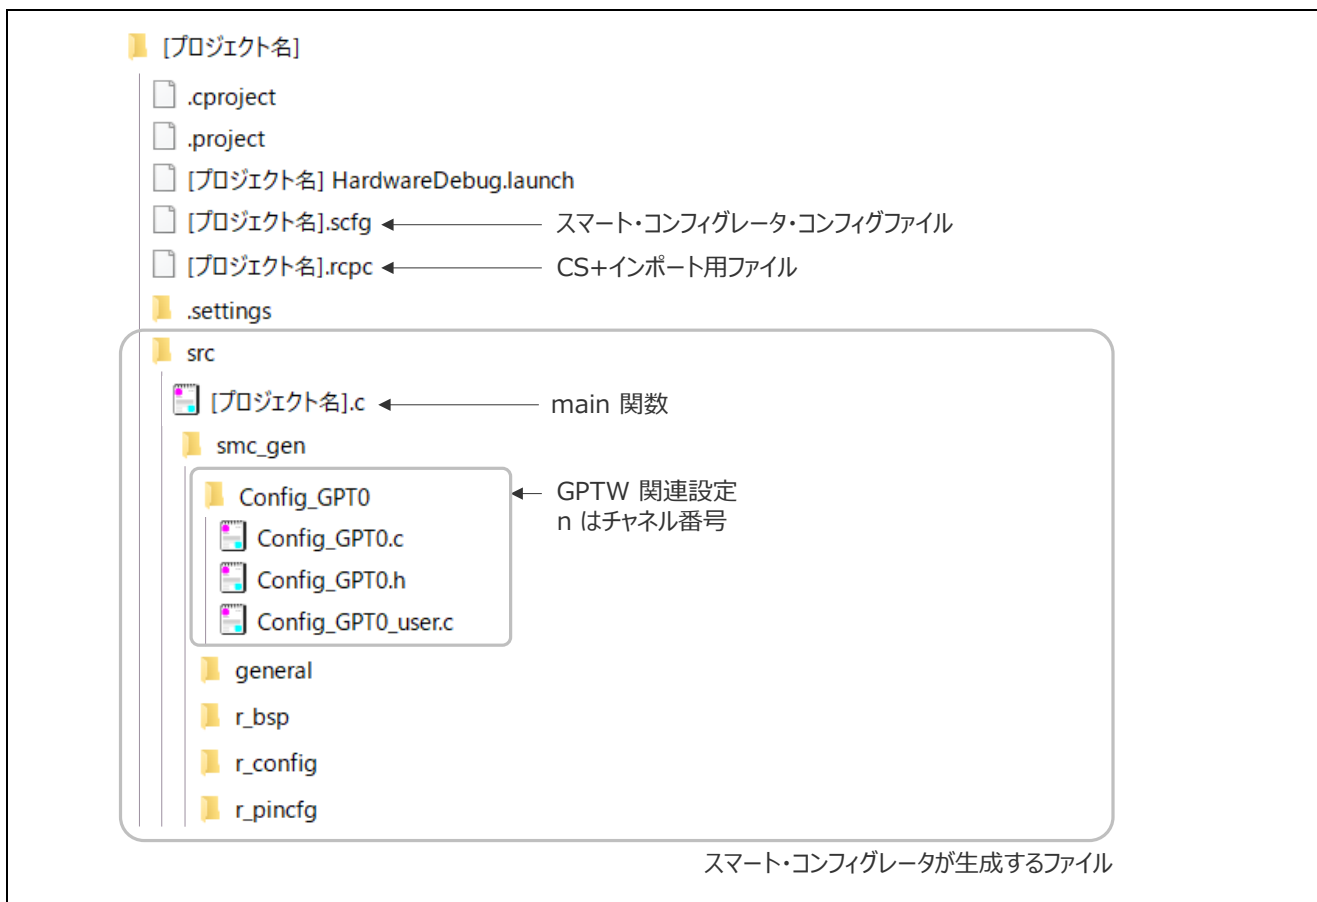 [プロジェクト名]
.cproject
.project
[プロジェクト名] HardwareDebug.launch
[プロジェクト名].scfg
スマート・コンフィグレータ・コンフィグファイル
[プロジェクト名].rcpc
CS+インポート用ファイル
.settings
src
[プロジェクト名].c
main 関数
smc_gen
Config_GPT0
GPTW 関連設定
n はチャネル番号
Config_GPT0.c
Config_GPT0.h
Config_GPT0_user.c
general
r_bsp
r_config
r_pincfg
スマート・コンフィグレータが生成するファイル